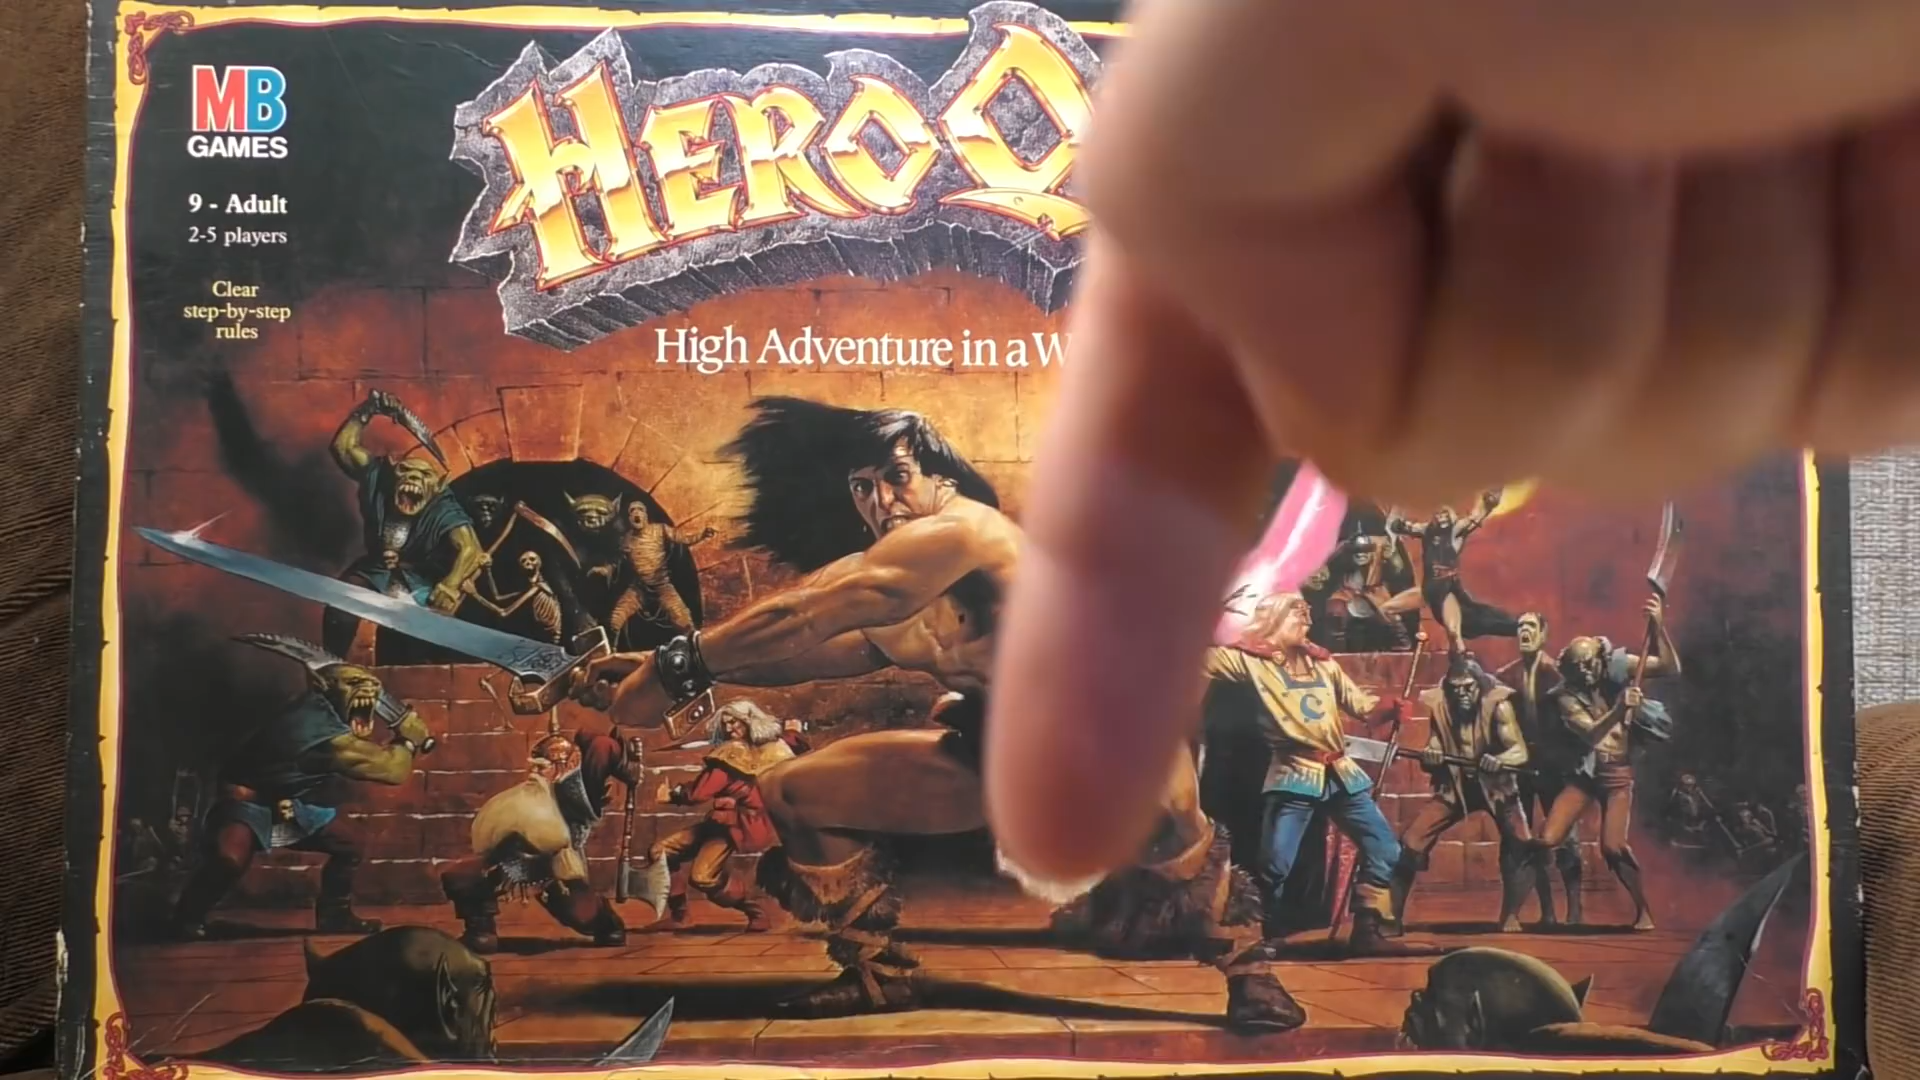 MB
GAMES
9 - Adult
2-5 players
Clear
step-by-step
rules
HEROQ
High Adventure in a W
C